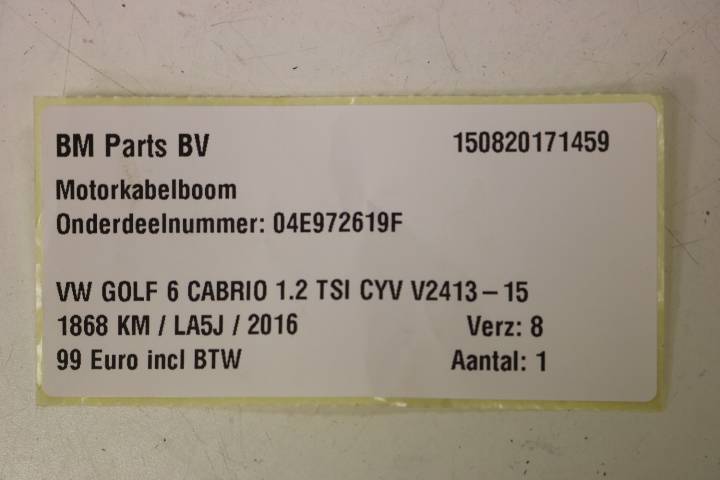 BM Parts BV 150820171459
Motorkabelboom
Onderdeelnummer: 04E972619F
VW GOLF 6 CABRIO 1.2 TSI CYV V2413-15
1868 KM / LA5J / 2016 Verz: 8
99 Euro incl BTW Aantal: 1